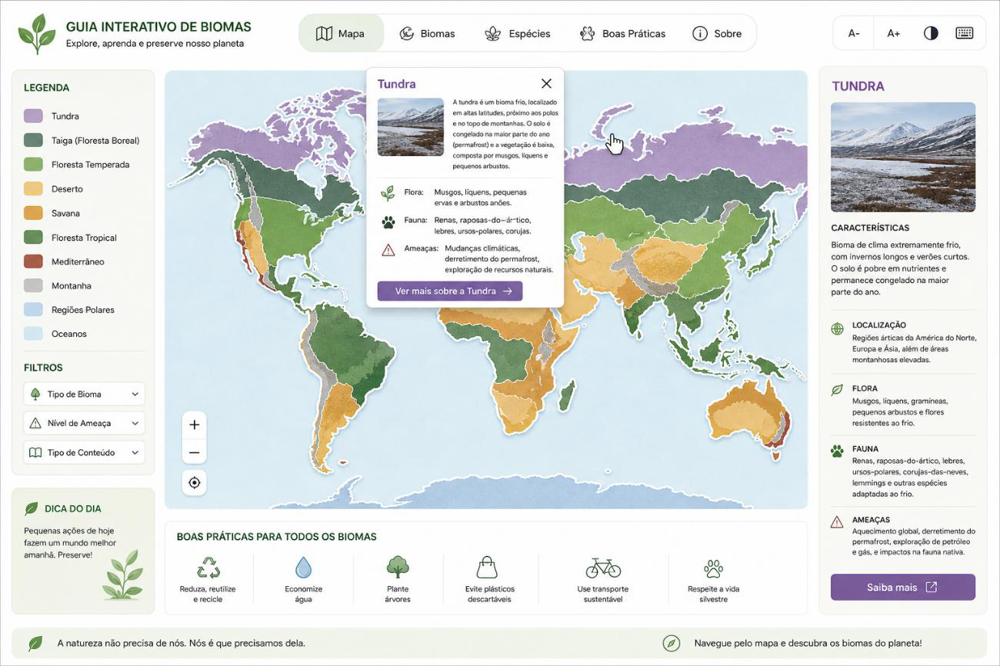 GUIA INTERATIVO DE BIOMAS
Explore, aprenda e preserve nosso planeta
Mapa
Biomas
Espécies
Boas Práticas
Sobre
A-
A+
LEGENDA
Tundra
Taiga (Floresta Boreal)
Floresta Temperada
Deserto
Savana
Floresta Tropical
Mediterrâneo
Montanha
Regiões Polares
Oceanos
FILTROS
Tipo de Bioma
Nível de Ameaça
Tipo de Conteúdo
DICA DO DIA
Pequenas ações de hoje
fazem um mundo melhor
amanhã. Preserve!
Tundra
A tundra é um bioma frio, localizado
em altas latitudes, próximo aos polos
e no topo de montanhas. O solo é
congelado na maior parte do ano
(permafrost) e a vegetação é baixa,
composta por musgos, líquens e
pequenos arbustos.
Flora: Musgos, líquens, pequenas
ervas e arbustos anões.
Fauna: Renas, raposas-do-ártico,
lebres, ursos-polares, corujas.
Ameaças: Mudanças climáticas,
derretimento do permafrost,
exploração de recursos naturais.
Ver mais sobre a Tundra →
+
−
BOAS PRÁTICAS PARA TODOS OS BIOMAS
Reduza, reutilize
e recicle
Economize
água
Plante
árvores
Evite plásticos
descartáveis
Use transporte
sustentável
Respeite a vida
silvestre
TUNDRA
CARACTERÍSTICAS
Bioma de clima extremamente frio,
com invernos longos e verões curtos.
O solo é pobre em nutrientes e
permanece congelado na maior
parte do ano.
LOCALIZAÇÃO
Regiões árticas da América do Norte,
Europa e Ásia, além de áreas
montanhosas elevadas.
FLORA
Musgos, líquens, gramíneas,
pequenos arbustos e flores
resistentes ao frio.
FAUNA
Renas, raposas-do-ártico, lebres,
ursos-polares, corujas-das-neves,
lemmings e outras espécies
adaptadas ao frio.
AMEAÇAS
Aquecimento global, derretimento do
permafrost, exploração de petróleo
e gás, e impactos na fauna nativa.
Saiba mais
A natureza não precisa de nós. Nós é que precisamos dela.
Navegue pelo mapa e descubra os biomas do planeta!